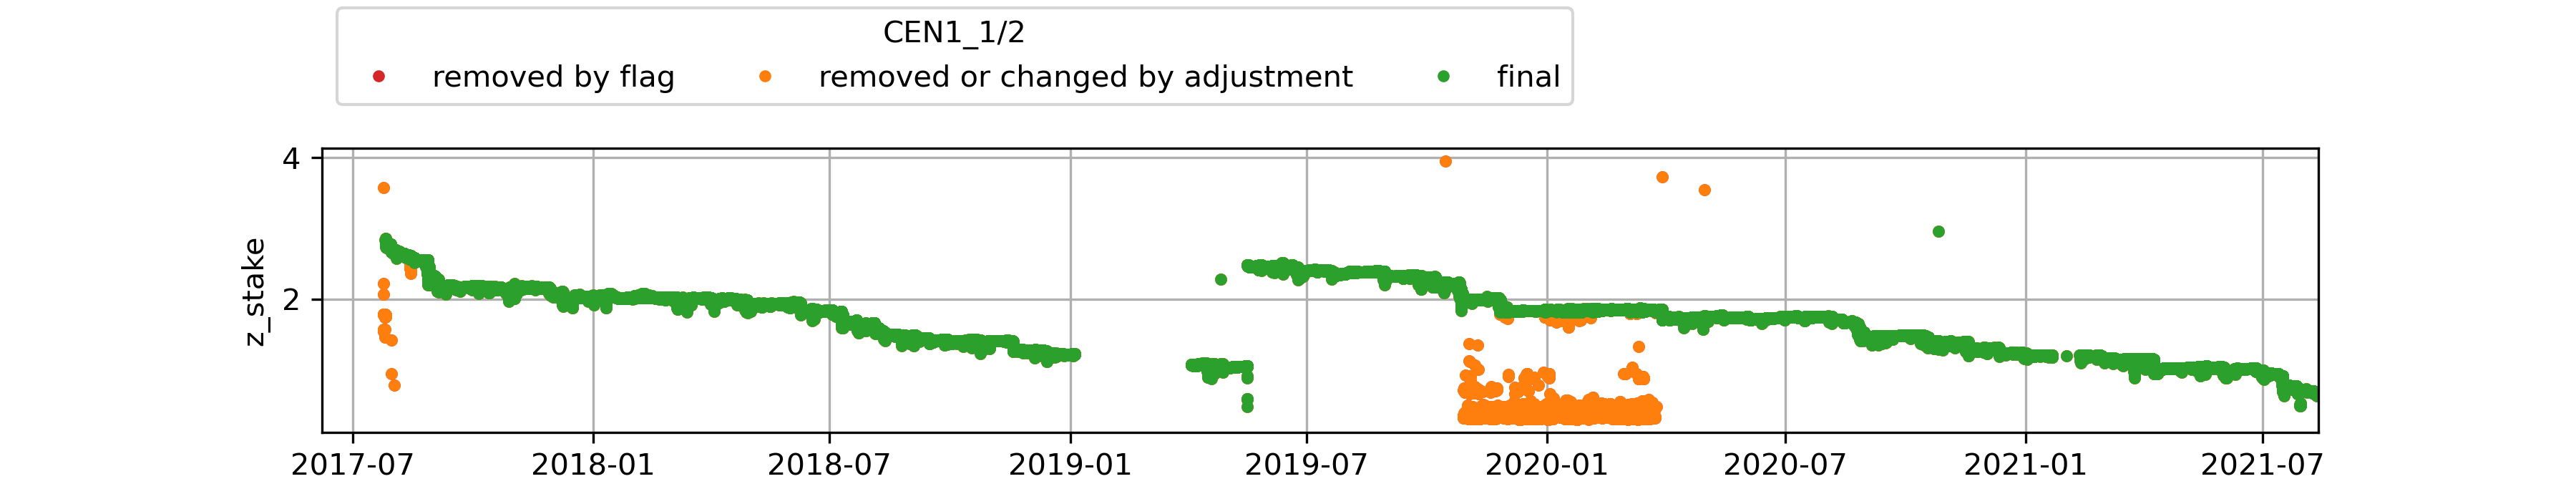 CEN1_1/2
removed by flag removed or changed by adjustment final
4
2
z_stake
2017-07 2018-01 2018-07 2019-01 2019-07 2020-01 2020-07 2021-01 2021-07